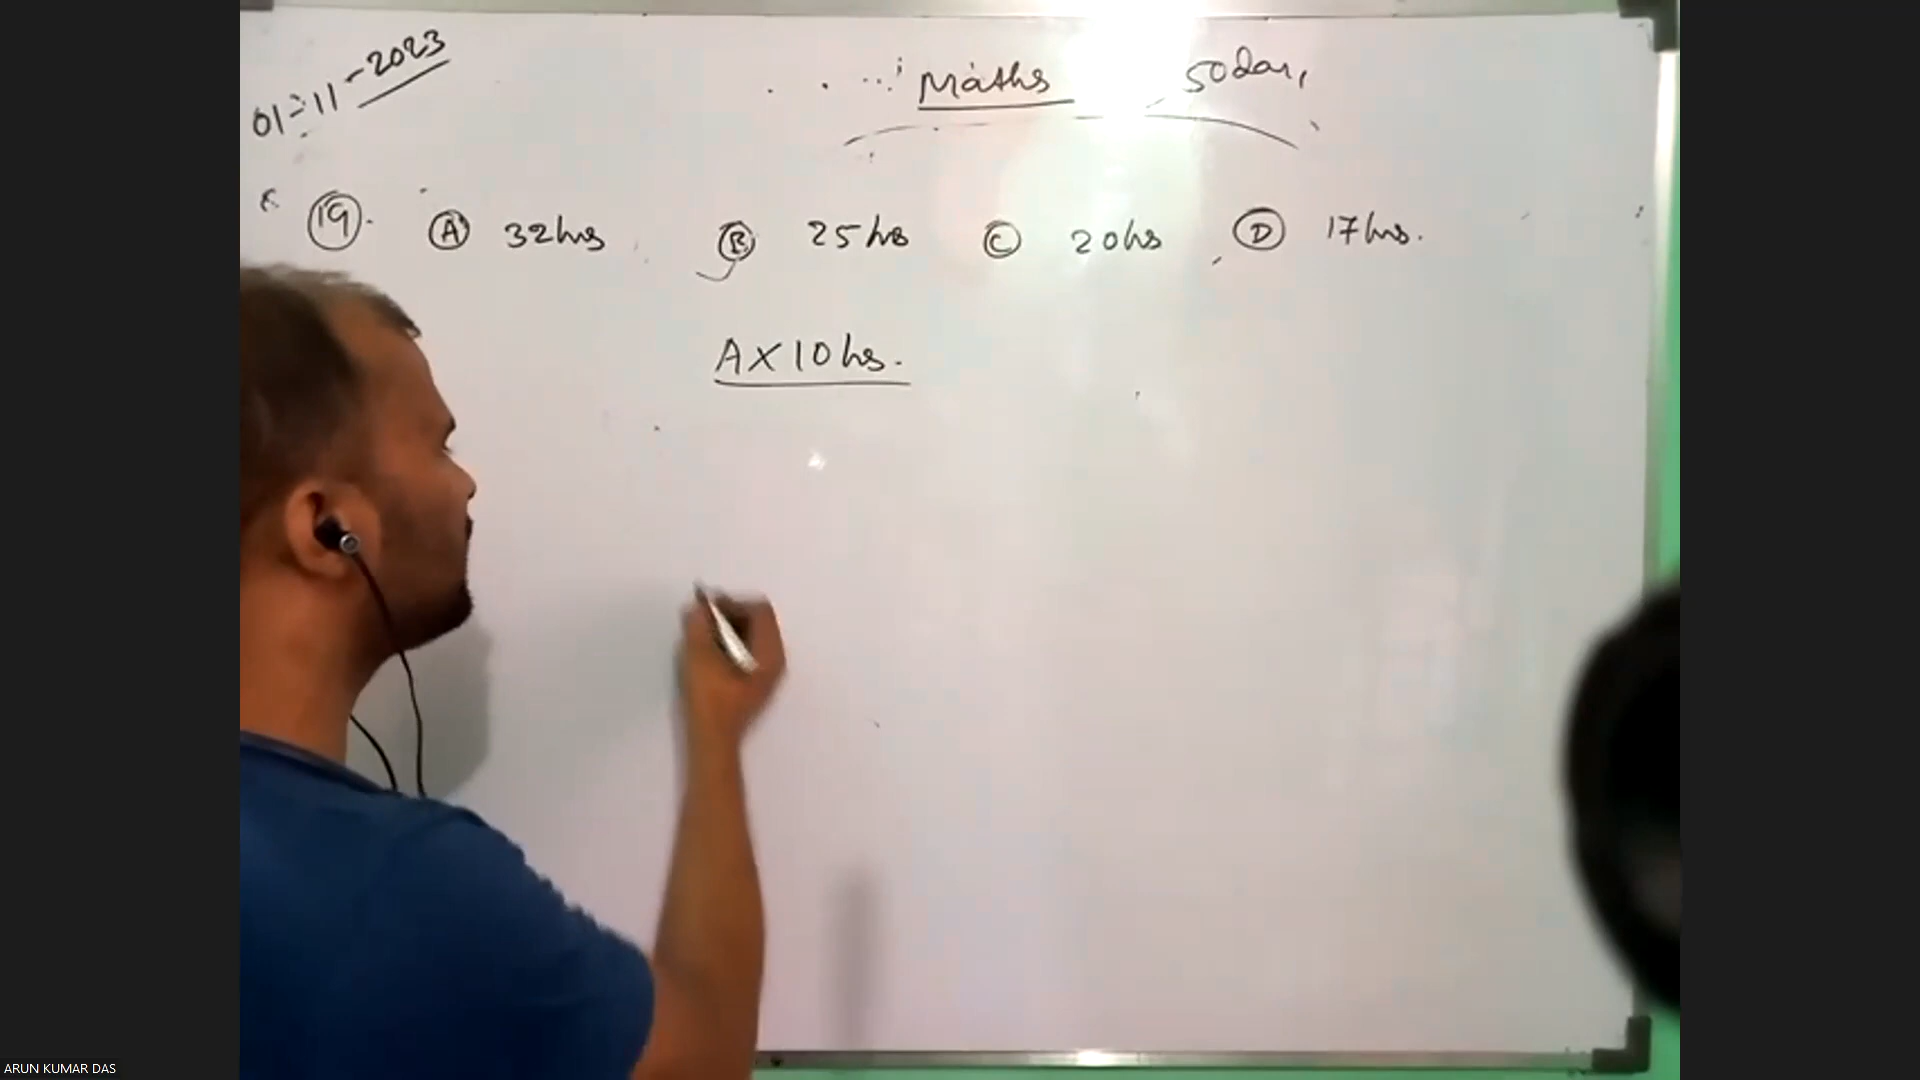 01-11-2023
Maths
19. A 32hrs B 25hrs C 20hrs D 17hrs.
A X 10hrs.
ARUN KUMAR DAS